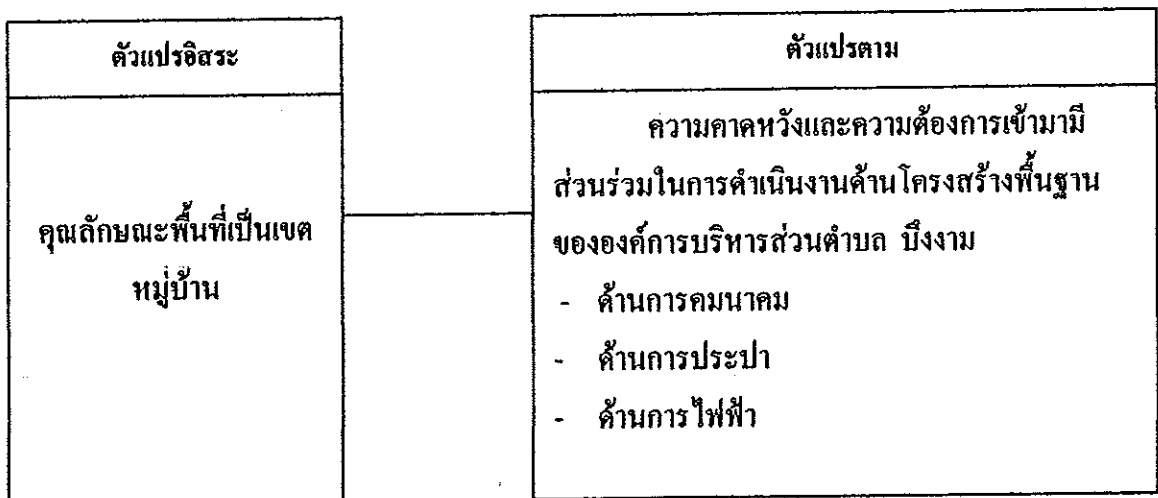 ตัวแปรอิสระ
คุณลักษณะพื้นที่เป็นเขต
หมู่บ้าน
ตัวแปรตาม
ความคาดหวังและความต้องการเข้ามามี
ส่วนร่วมในการดำเนินงานด้านโครงสร้างพื้นฐาน
ขององค์การบริหารส่วนตำบล บึงงาม
- ด้านการคมนาคม
- ด้านการประปา
- ด้านการไฟฟ้า